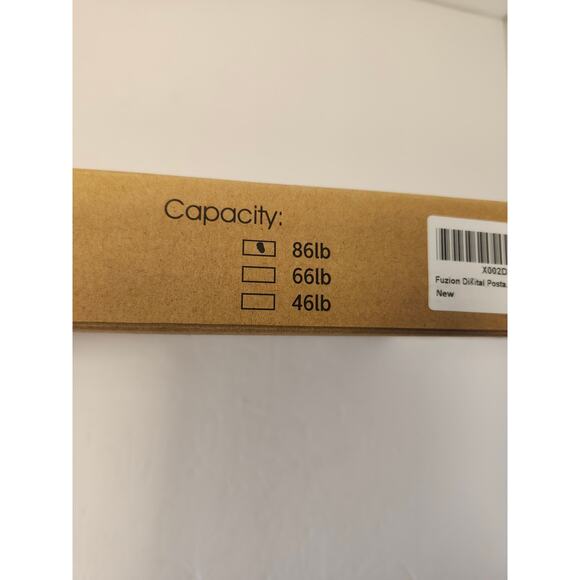 Capacity:
86lb
66lb
46lb
X002D
Fuzion Digital Posta
New